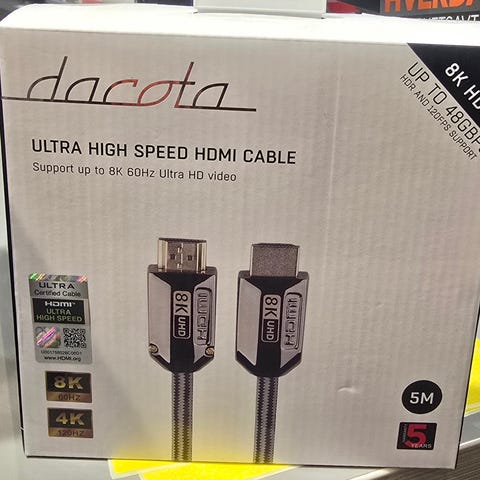 dacota
ULTRA HIGH SPEED HDMI CABLE
Support up to 8K 60Hz Ultra HD video
8K HD
UP TO 48GBPS
HDR AND 120FPS SUPPORT
ULTRA
Certified Cable
HDMI
ULTRA
HIGH SPEED
www.HDMI.org
8K
60HZ
4K
120HZ
8K UHD
HDMI
8K UHD
HDMI
5M
5
YEARS